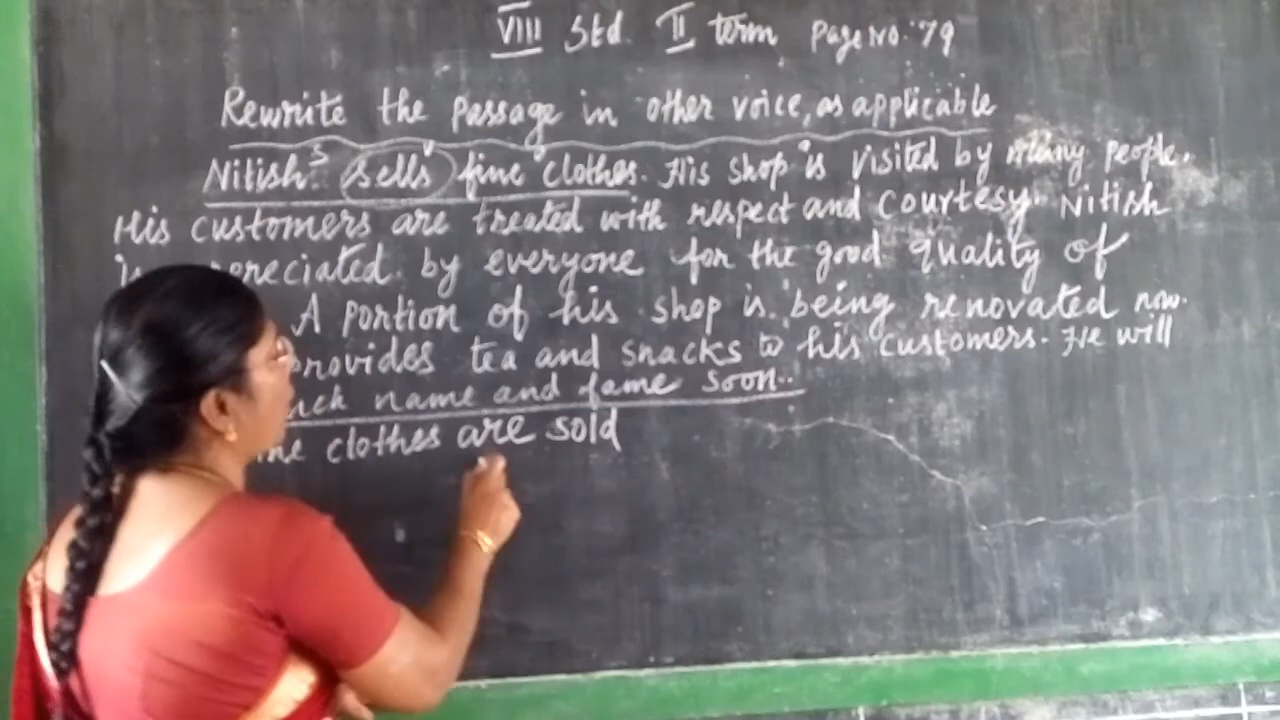 VIII Std. II term Page No. 79
Rewrite the passage in other voice, as applicable
Nitish sells fine clothes. His shop is visited by many people.
His customers are treated with respect and courtesy. Nitish
by everyone for the good quality of
A portion of his shop is being renovated now.
provides tea and snacks to his customers. He will
name and fame soon..
clothes are sold